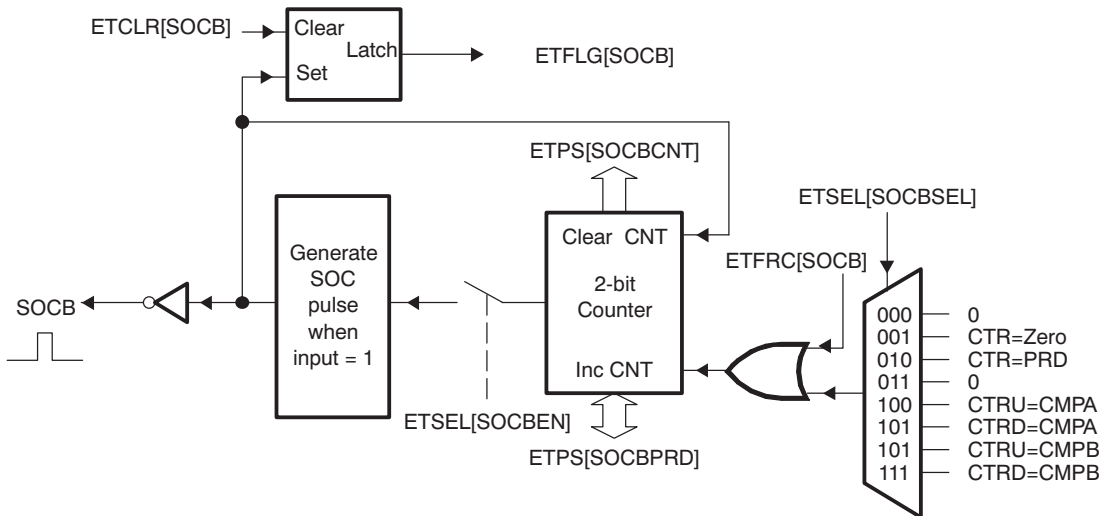 ETCLR[SOCB]
Clear
Latch
Set
ETFLG[SOCB]
ETPS[SOCBCNT]
ETSEL[SOCBSEL]
Generate
SOC
pulse
when
input = 1
Clear CNT
2-bit
Counter
Inc CNT
ETFRC[SOCB]
SOCB
ETSEL[SOCBEN]
ETPS[SOCBPRD]
000 0
001 CTR=Zero
010 CTR=PRD
011 0
100 CTRU=CMPA
101 CTRD=CMPA
101 CTRU=CMPB
111 CTRD=CMPB